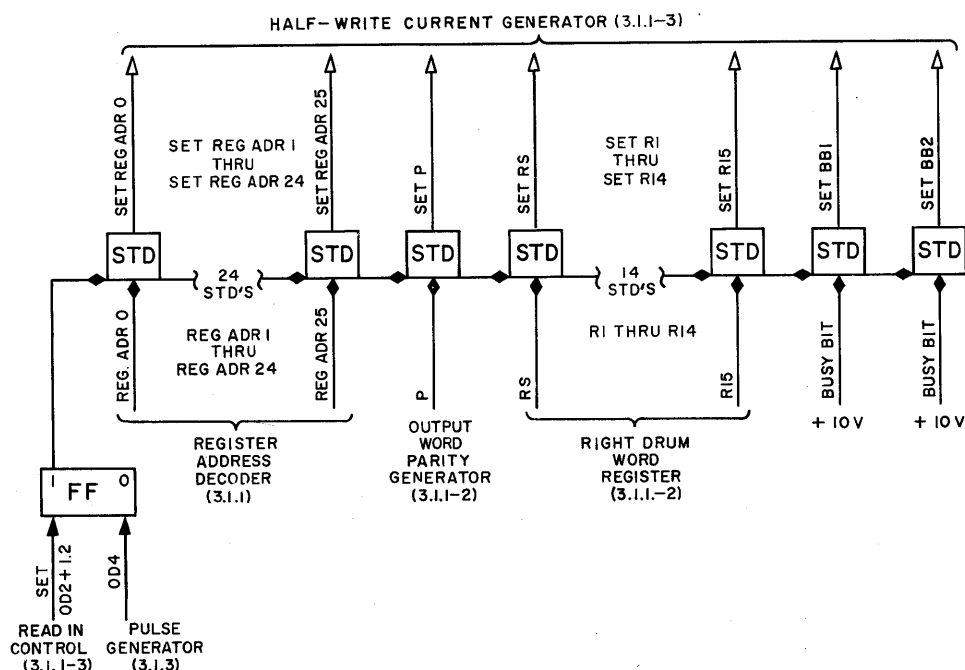 HALF-WRITE CURRENT GENERATOR (3.1.1-3)
SET REG ADR 0
SET REG ADR 1
THRU
SET REG ADR 24
SET REG ADR 25
SET P
SET RS
SET R1
THRU
SET R14
SET R15
SET BB1
SET BB2
STD
STD
STD
STD
STD
STD
STD
24
STD'S
14
STD'S
REG. ADR 0
REG ADR 1
THRU
REG ADR 24
REG ADR 25
P
RS
R1 THRU R14
R15
BUSY BIT
BUSY BIT
+ 10 V
+ 10 V
REGISTER
ADDRESS
DECODER
(3.1.1)
OUTPUT
WORD
PARITY
GENERATOR
(3.1.1-2)
RIGHT DRUM
WORD
REGISTER
(3.1.1.-2)
1 FF 0
SET
OD2+1.2
OD4
READ IN
CONTROL
(3.1.1-3)
PULSE
GENERATOR
(3.1.3)